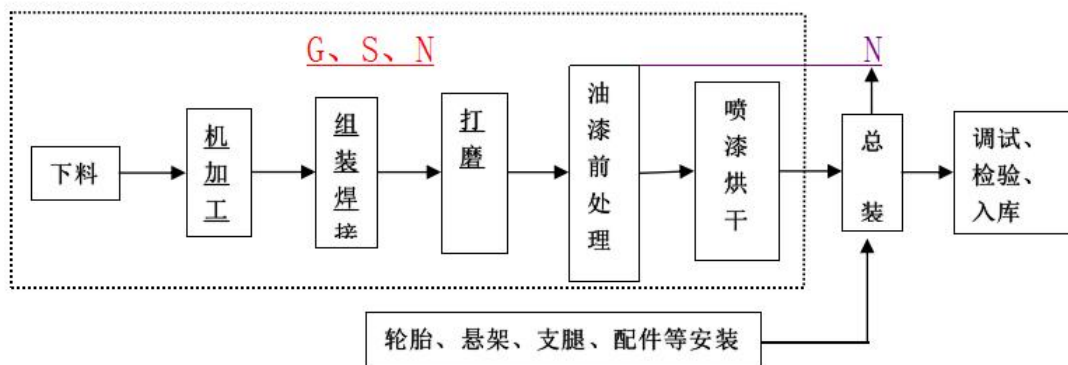 G、S、N
N
下料
机
加
工
组
装
焊
接
打
磨
油
漆
前
处
理
喷
漆
烘
干
总
装
调试、
检验、
入库
轮胎、悬架、支腿、配件等安装